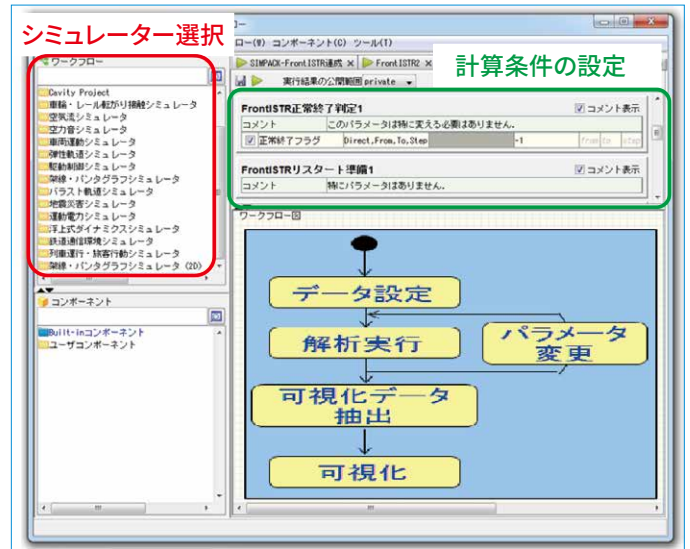 シミュレーター選択
ロー(W) コンポーネント(C) ツール(T)
ワークフロー
SIMPACK-FrontISTR連成 × FrontISTR2 ×
計算条件の設定
実行結果の公開範囲 private
Cavity Project
車輪・レール転がり接触シミュレータ
空気流シミュレータ
空力音シミュレータ
車両運動シミュレータ
弾性軌道シミュレータ
駆動制御シミュレータ
架線・パンタグラフシミュレータ
バラスト軌道シミュレータ
地震災害シミュレータ
運動電力シミュレータ
浮上式ダイナミクスシミュレータ
鉄道通信環境シミュレータ
列車運行・旅客行動シミュレータ
架線・パンタグラフシミュレータ (2D)
FrontISTR正常終了判定1
コメント表示
コメント このパラメータは特に変える必要はありません.
正常終了フラグ Direct,From,To,Step -1 from to step
FrontISTRリスタート準備1
コメント表示
コメント 特にパラメータはありません.
ワークフロー図
コンポーネント
Built-inコンポーネント
ユーザコンポーネント
データ設定
解析実行
パラメータ
変更
可視化データ
抽出
可視化